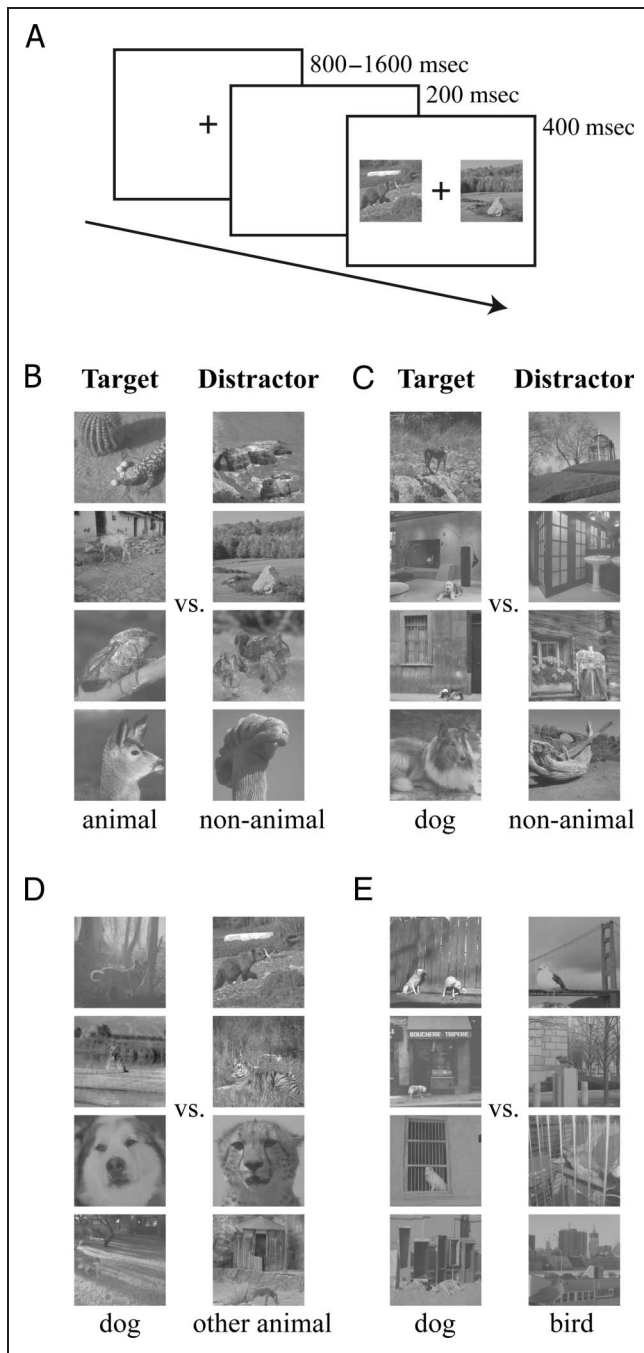 A
800–1600 msec
200 msec
400 msec
+
+
B
Target
Distractor
vs.
animal
non-animal
C
Target
Distractor
vs.
dog
non-animal
D
vs.
dog
other animal
E
BOUCHERIE - TRIPERIE
vs.
dog
bird